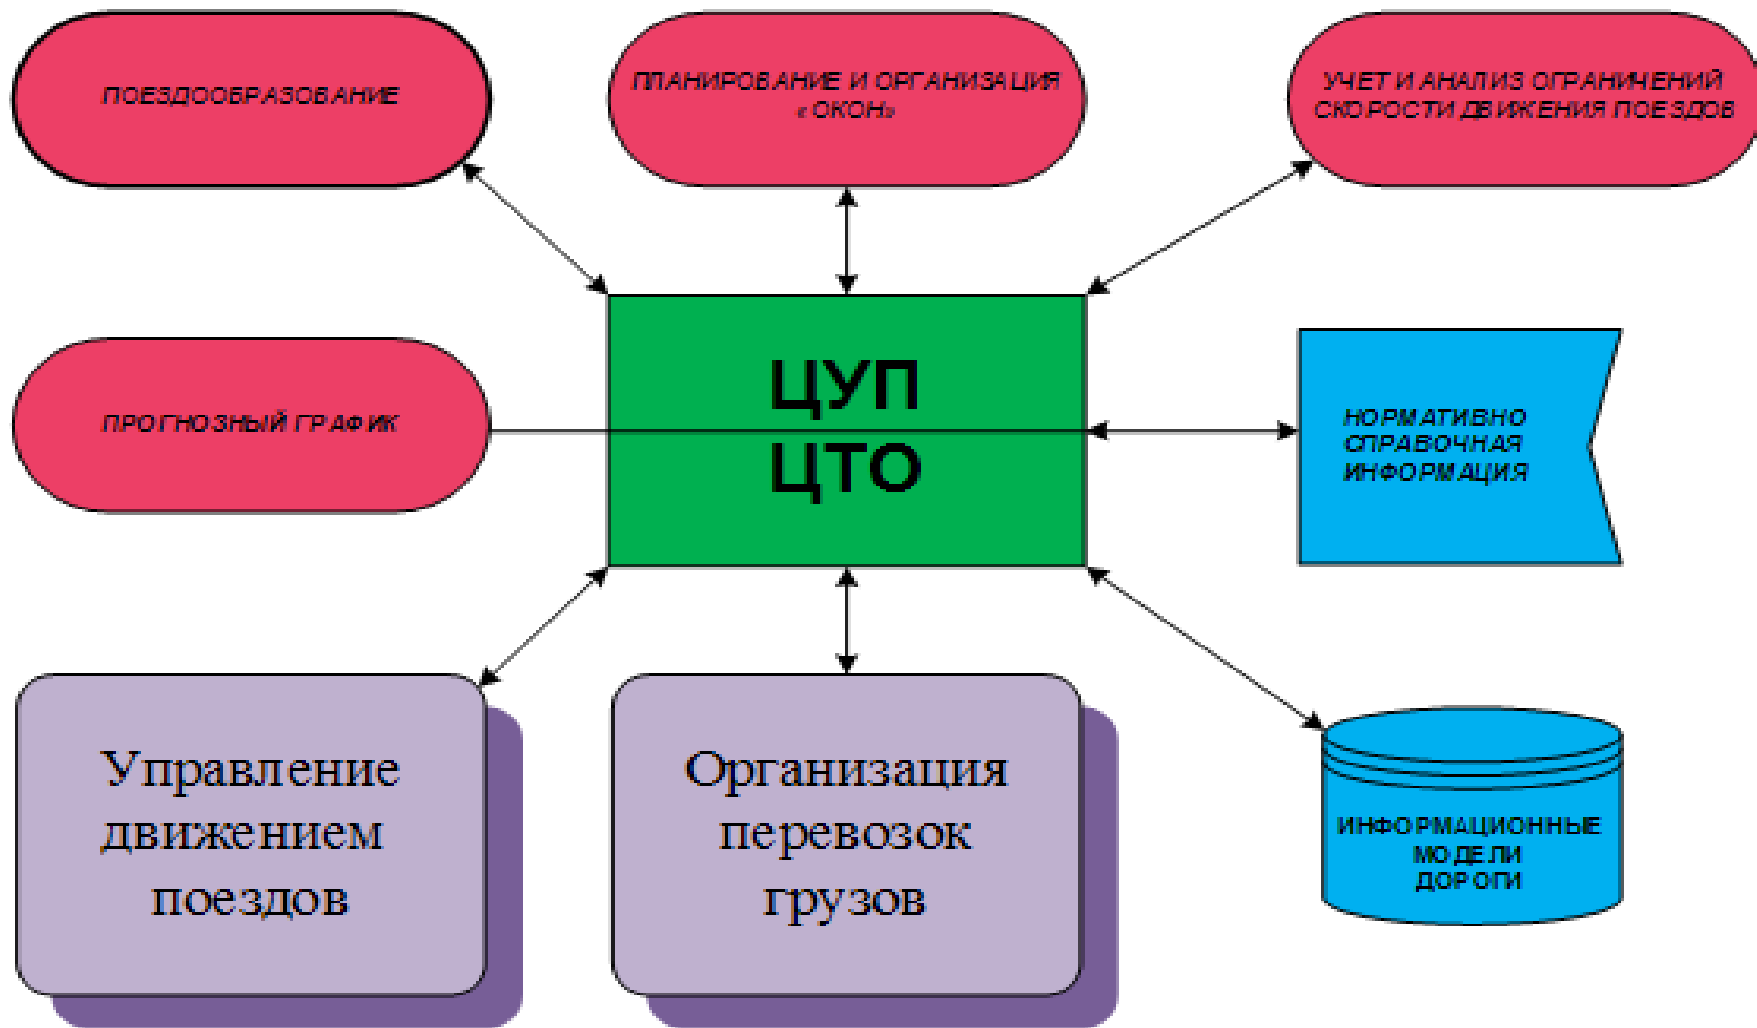 ПОЕЗДООБРАЗОВАНИЕ
ПЛАНИРОВАНИЕ И ОРГАНИЗАЦИЯ
«ОКОН»
УЧЕТ И АНАЛИЗ ОГРАНИЧЕНИЙ
СКОРОСТИ ДВИЖЕНИЯ ПОЕЗДОВ
ПРОГНОЗНЫЙ ГРАФИК
ЦУП
ЦТО
НОРМАТИВНО
СПРАВОЧНАЯ
ИНФОРМАЦИЯ
Управление
движением
поездов
Организация
перевозок
грузов
ИНФОРМАЦИОННЫЕ
МОДЕЛИ
ДОРОГИ